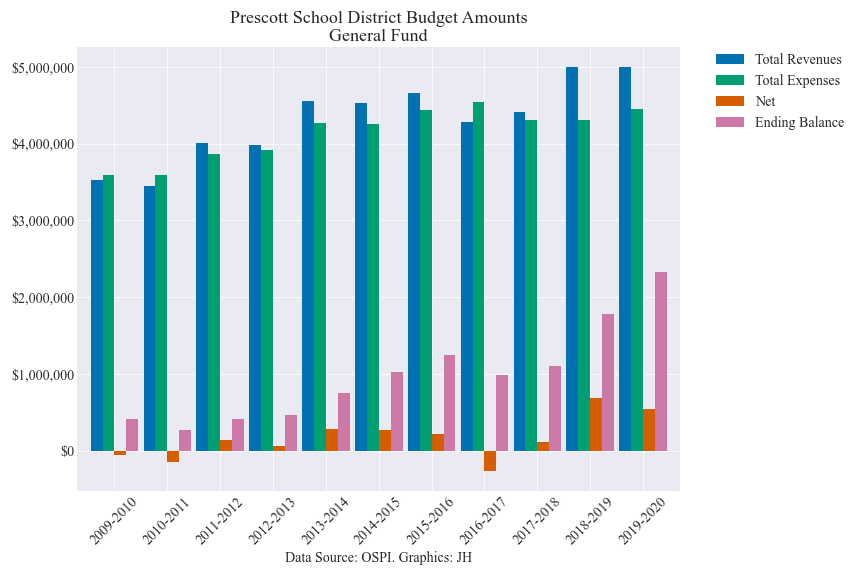 Prescott School District Budget Amounts
General Fund
$5,000,000
$4,000,000
$3,000,000
$2,000,000
$1,000,000
$0
2009-2010
2010-2011
2011-2012
2012-2013
2013-2014
2014-2015
2015-2016
2016-2017
2017-2018
2018-2019
2019-2020
Data Source: OSPI. Graphics: JH
Total Revenues
Total Expenses
Net
Ending Balance